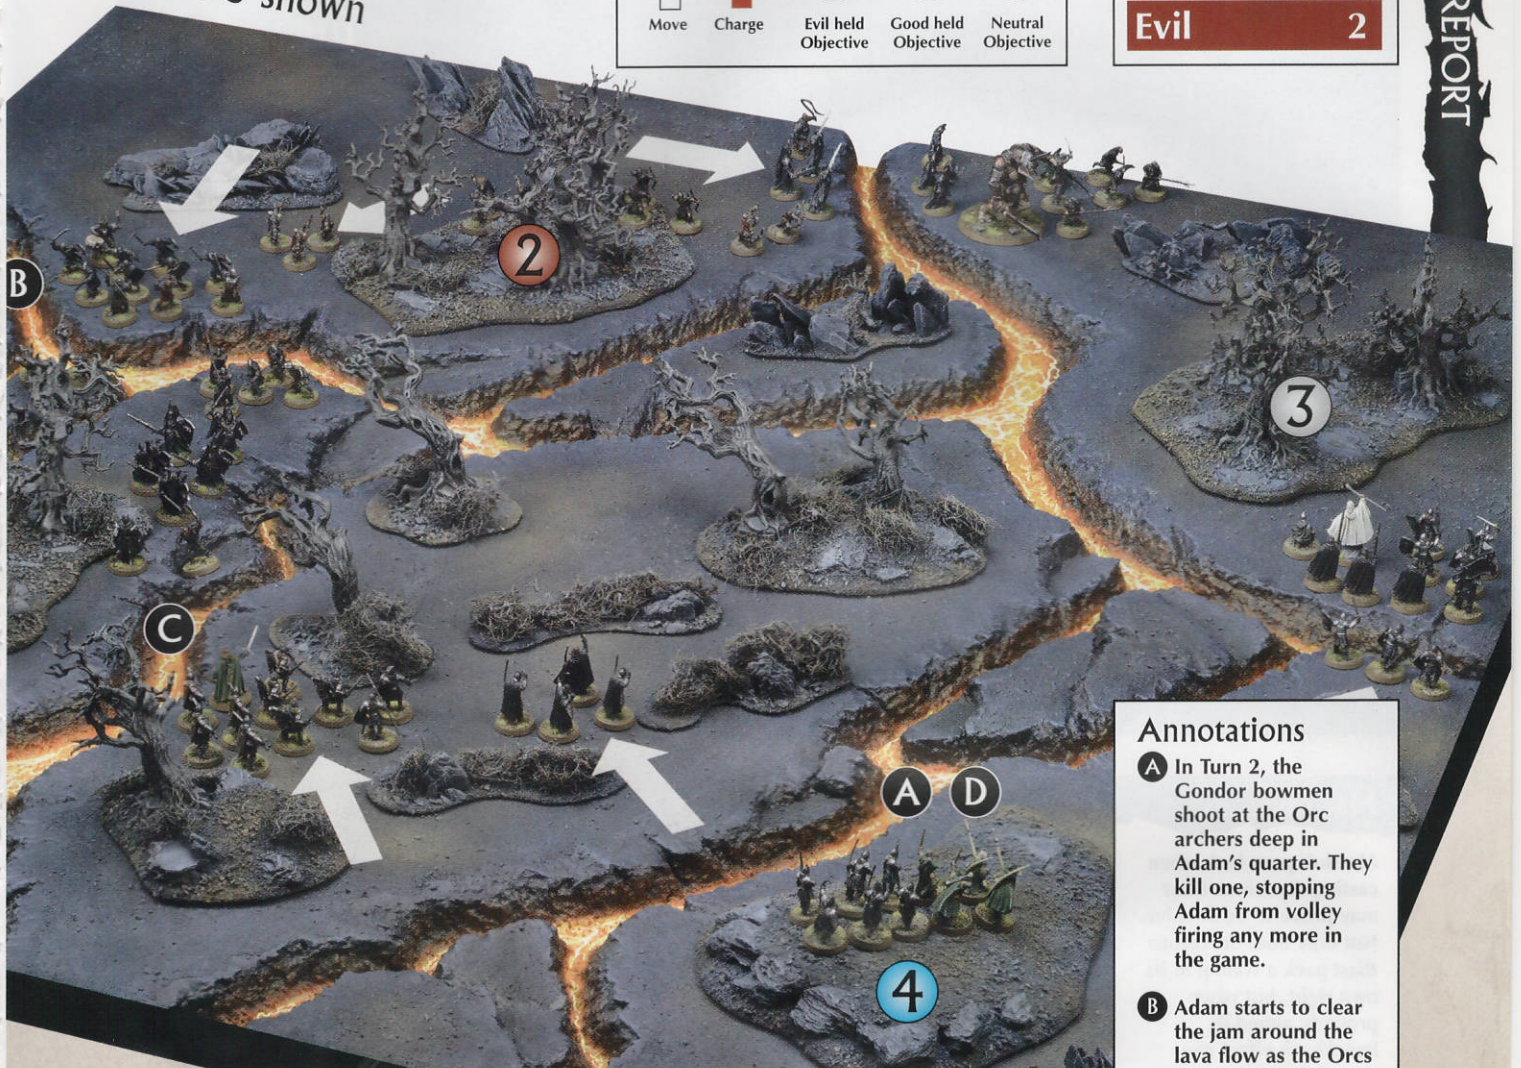 shown
Move
Charge
Evil held
Objective
Good held
Objective
Neutral
Objective
Evil 2
REPORT
B
2
3
C
A
D
4
Annotations
A In Turn 2, the
Gondor bowmen
shoot at the Orc
archers deep in
Adam's quarter. They
kill one, stopping
Adam from volley
firing any more in
the game.
B Adam starts to clear
the jam around the
lava flow as the Orcs